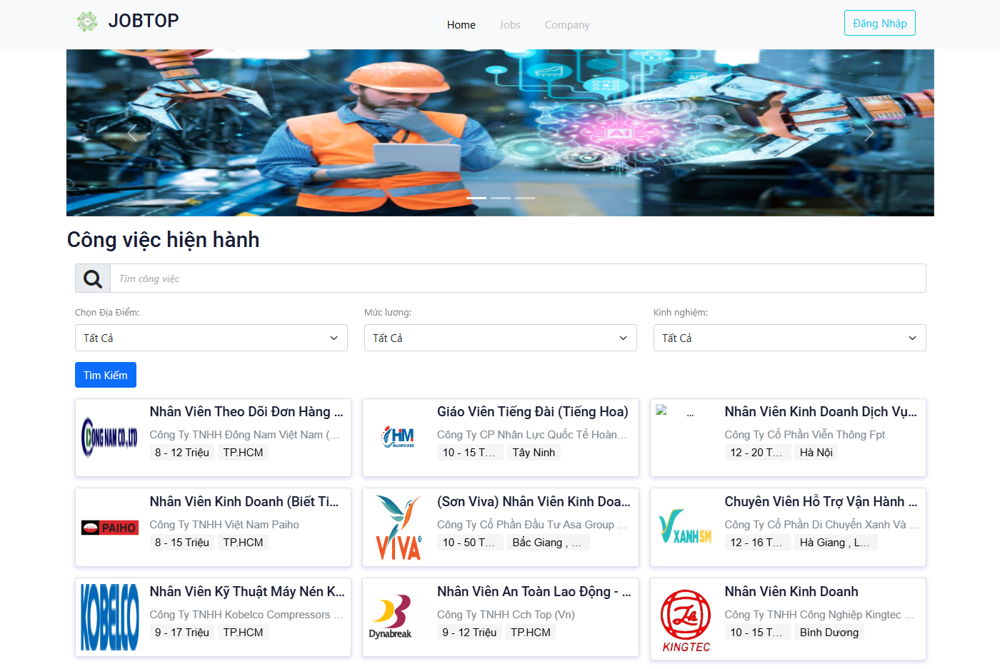 JOBTOP
Home
Jobs
Company
Đăng Nhập
AI
AI
Công việc hiện hành
Tìm công việc
Chọn Địa Điểm:
Mức lương:
Kinh nghiệm:
Tất Cả
Tất Cả
Tất Cả
Tìm Kiếm
DONG NAM CO.,LTD
Nhân Viên Theo Dõi Đơn Hàng ...
Công Ty TNHH Đông Nam Việt Nam (...
8 - 12 Triệu
TP.HCM
HM
MANPOWER
Giáo Viên Tiếng Đài (Tiếng Hoa)
Công Ty CP Nhân Lực Quốc Tế Hoàn...
10 - 15 T...
Tây Ninh
...
Nhân Viên Kinh Doanh Dịch Vụ...
Công Ty Cổ Phần Viễn Thông Fpt
12 - 20 T...
Hà Nội
PAIHO
Nhân Viên Kinh Doanh (Biết Ti...
Công Ty TNHH Việt Nam Paiho
8 - 15 Triệu
TP.HCM
VIVA®
(Sơn Viva) Nhân Viên Kinh Doa...
Công Ty Cổ Phần Đầu Tư Asa Group ...
10 - 50 T...
Bắc Giang , ...
XANH SM
Chuyên Viên Hỗ Trợ Vận Hành ...
Công Ty Cổ Phần Di Chuyển Xanh Và ...
12 - 16 T...
Hà Giang , L...
KOBELCO
Nhân Viên Kỹ Thuật Máy Nén K...
Công Ty TNHH Kobelco Compressors ...
9 - 17 Triệu
TP.HCM
Dynabreak
Nhân Viên An Toàn Lao Động - ...
Công Ty TNHH Cch Top (Vn)
9 - 12 Triệu
TP.HCM
KINGTEC
Nhân Viên Kinh Doanh
Công Ty TNHH Công Nghiệp Kingtec ...
10 - 15 T...
Bình Dương